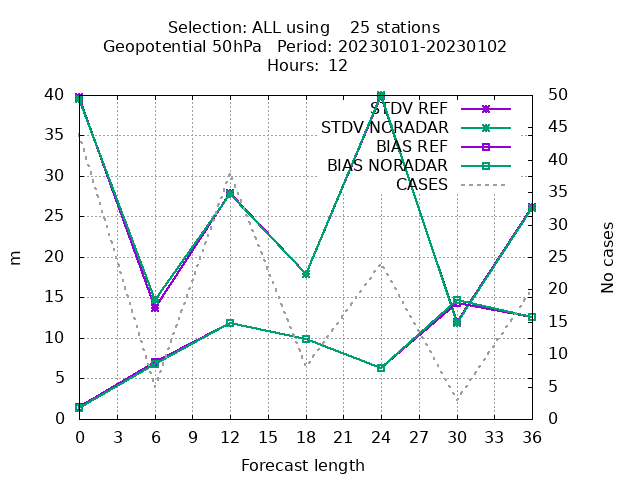 Selection: ALL using    25 stations
Geopotential 50hPa   Period: 20230101-20230102
Hours:  12
40
35
30
25
20
15
10
5
0
m
50
45
40
35
30
25
20
15
10
5
0
No cases
STDV REF
STDV NORADAR
BIAS REF
BIAS NORADAR
CASES
0 3 6 9 12 15 18 21 24 27 30 33 36
Forecast length